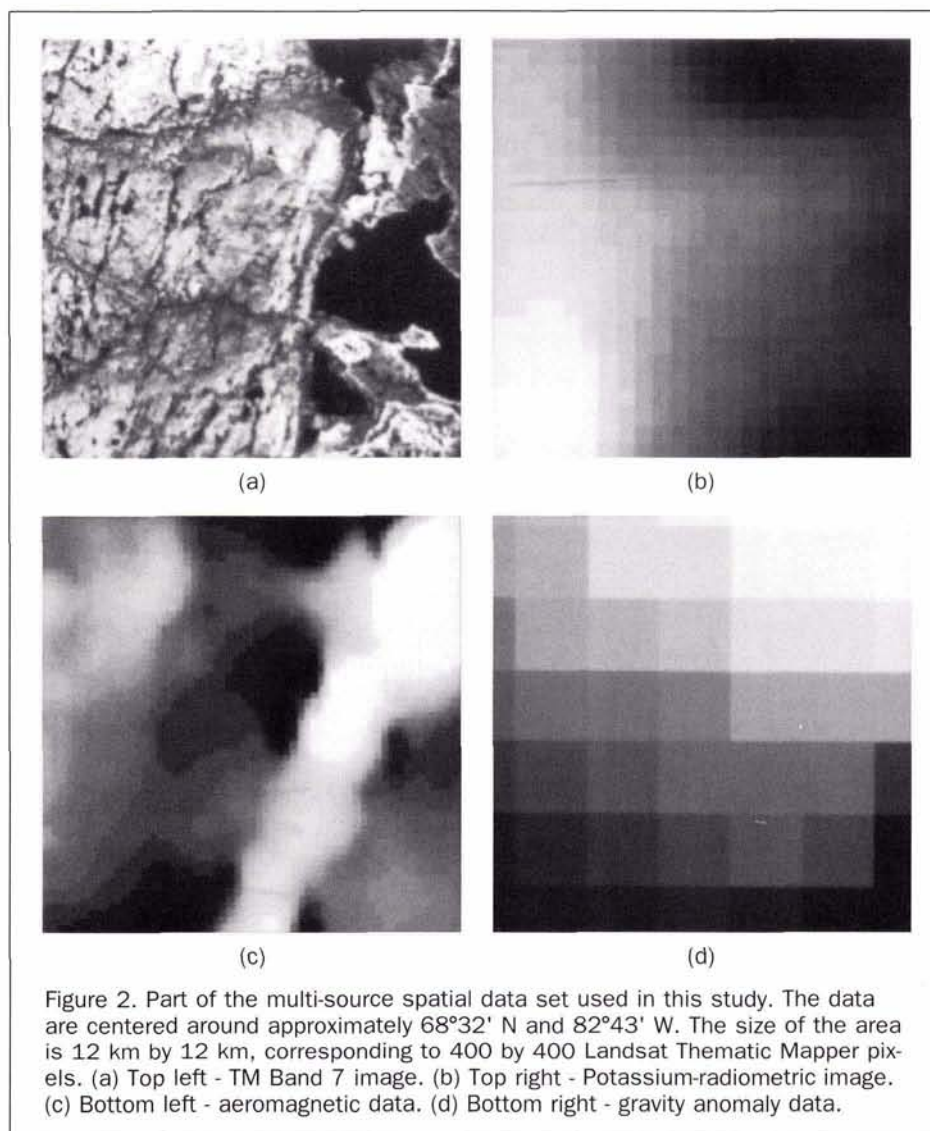 (a)
(b)
(c)
(d)
Figure 2. Part of the multi-source spatial data set used in this study. The data
are centered around approximately 68°32' N and 82°43' W. The size of the area
is 12 km by 12 km, corresponding to 400 by 400 Landsat Thematic Mapper pix-
els. (a) Top left - TM Band 7 image. (b) Top right - Potassium-radiometric image.
(c) Bottom left - aeromagnetic data. (d) Bottom right - gravity anomaly data.